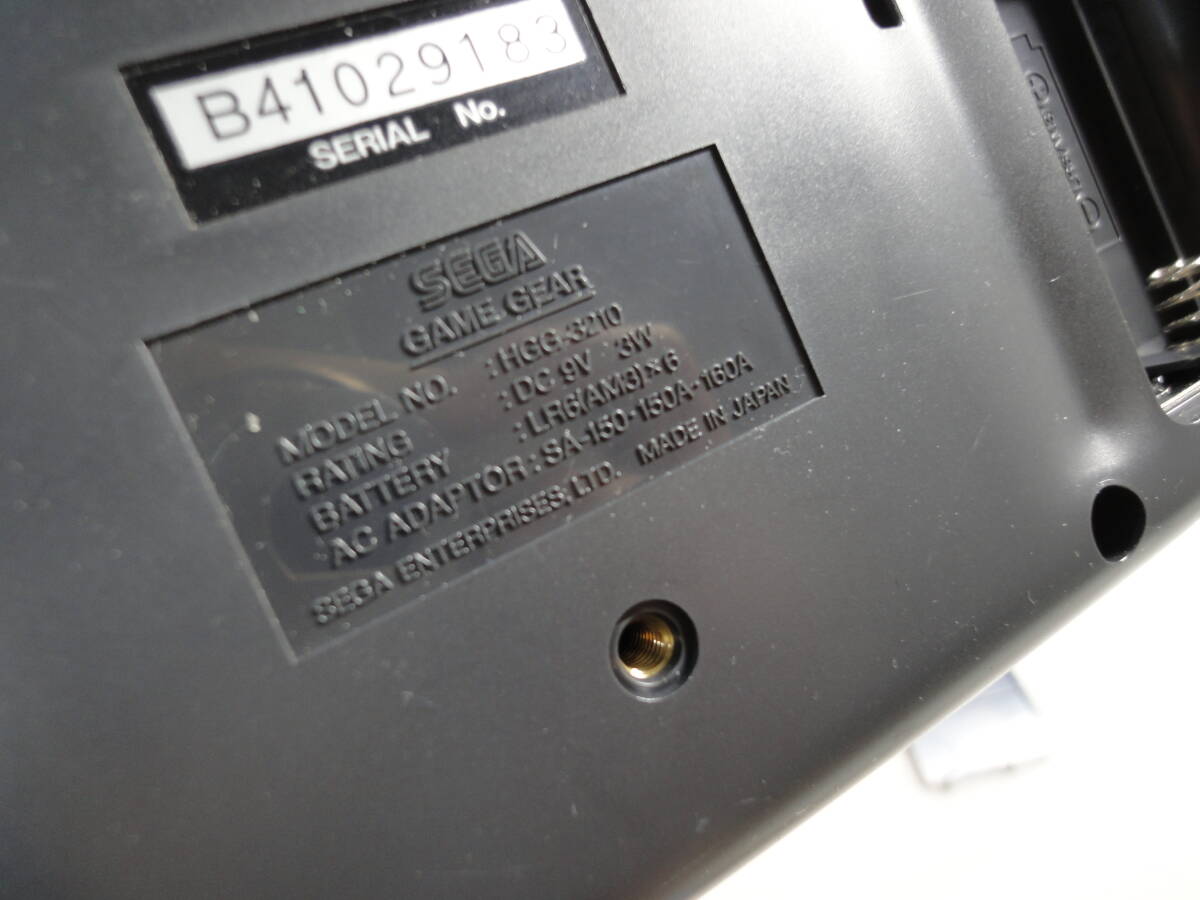 B41029183
SERIAL No.
SEGA
GAME GEAR
MODEL NO. : HGG-3210
RATING : DC 9V 3W
BATTERY : LR6(AM3)×6
AC ADAPTOR : SA-150-150A-160A
SEGA ENTERPRISES, LTD. MADE IN JAPAN